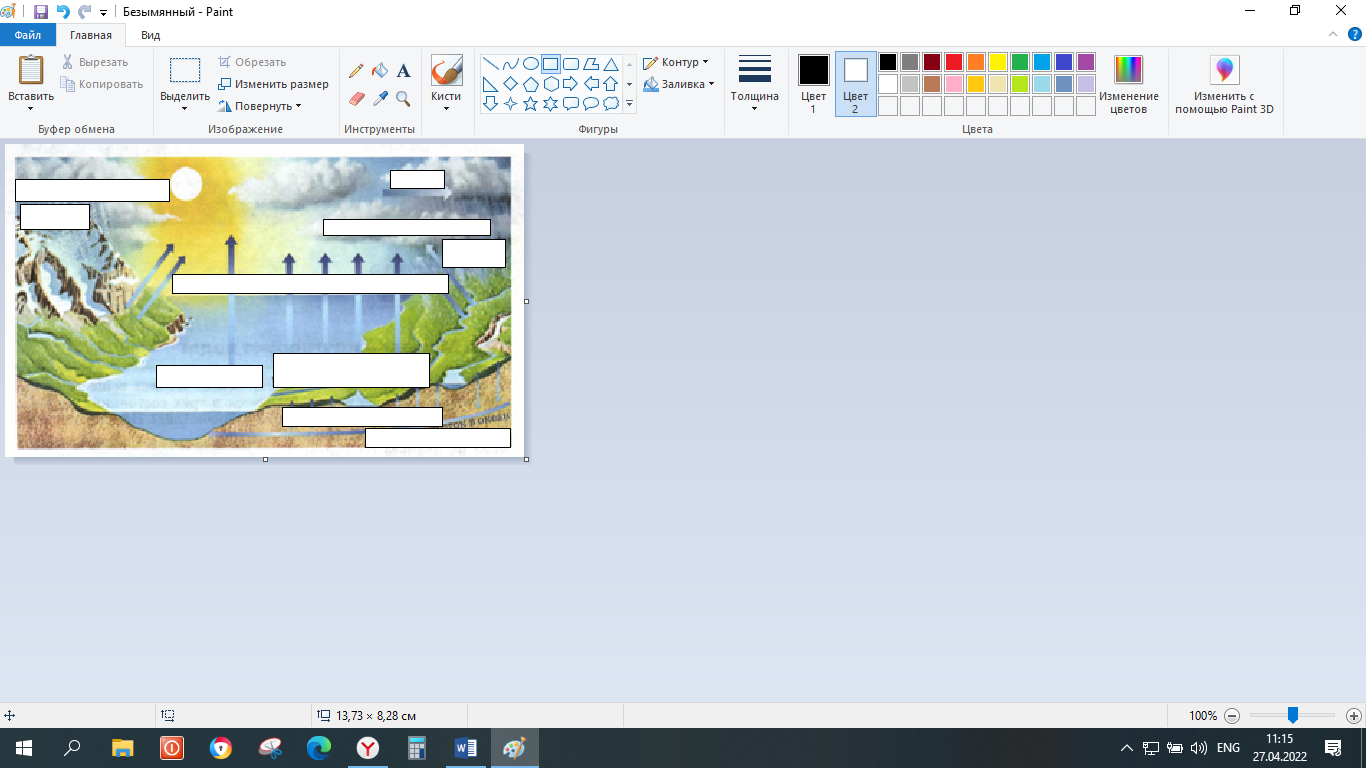 Безымянный - Paint
Файл Главная Вид
Вставить
Вырезать
Копировать
Буфер обмена
Выделить
Обрезать
Изменить размер
Повернуть
Изображение
Инструменты
Кисти
Контур
Заливка
Фигуры
Толщина
Цвет
1
Цвет
2
Изменение
цветов
Цвета
Изменить с
помощью Paint 3D
13,73 × 8,28 см
100%
ENG
11:15
27.04.2022